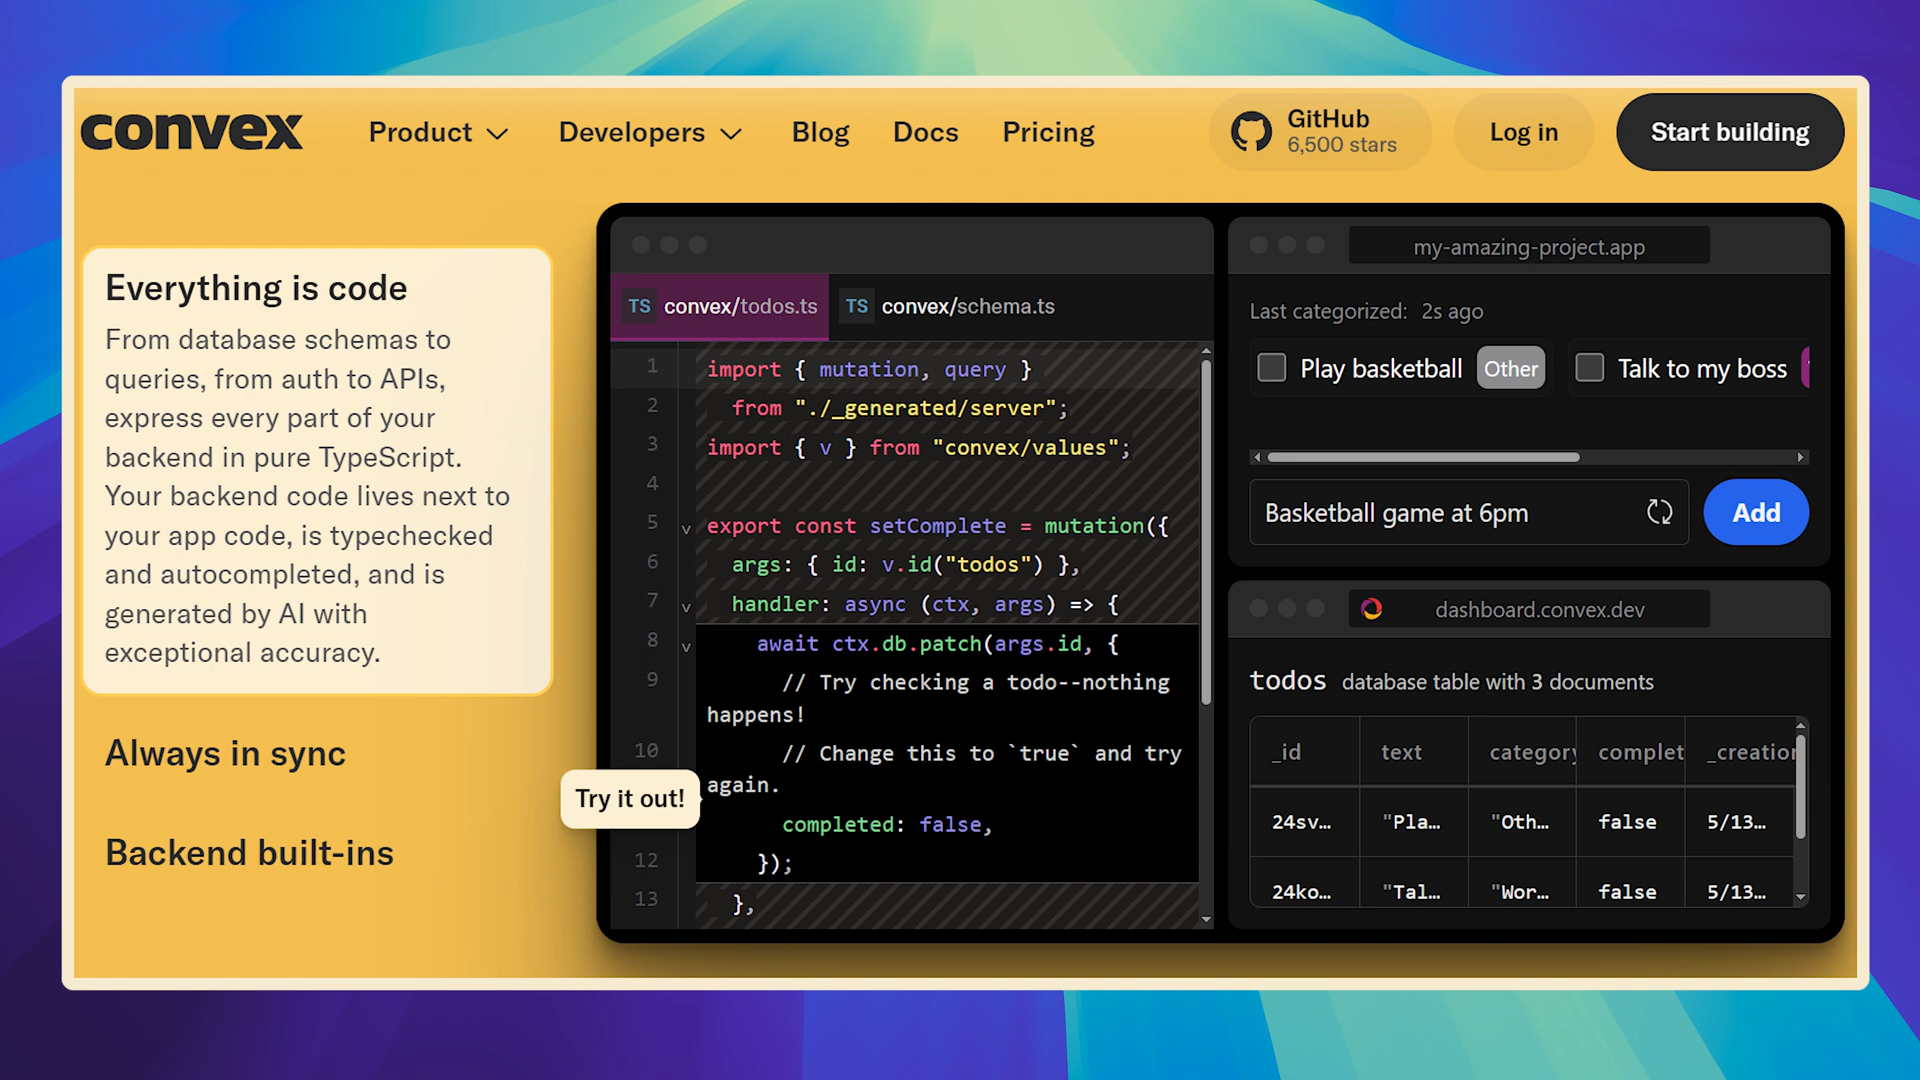 convex
Product
Developers
Blog
Docs
Pricing
GitHub
6,500 stars
Log in
Start building
Everything is code
From database schemas to
queries, from auth to APIs,
express every part of your
backend in pure TypeScript.
Your backend code lives next to
your app code, is typechecked
and autocompleted, and is
generated by AI with
exceptional accuracy.
Always in sync
Backend built-ins
TS convex/todos.ts
TS convex/schema.ts
1 import { mutation, query }
2 from "./_generated/server";
3 import { v } from "convex/values";
4
5 export const setComplete = mutation({
6 args: { id: v.id("todos") },
7 handler: async (ctx, args) => {
8 await ctx.db.patch(args.id, {
9 // Try checking a todo--nothing
happens!
10 // Change this to `true` and try
again.
Try it out!
completed: false,
12 });
13 },
my-amazing-project.app
Last categorized: 2s ago
Play basketball Other
Talk to my boss
Basketball game at 6pm
Add
dashboard.convex.dev
todos database table with 3 documents
_id text category complet _creation
24sv… "Pla… "Oth… false 5/13…
24ko… "Tal… "Wor… false 5/13…